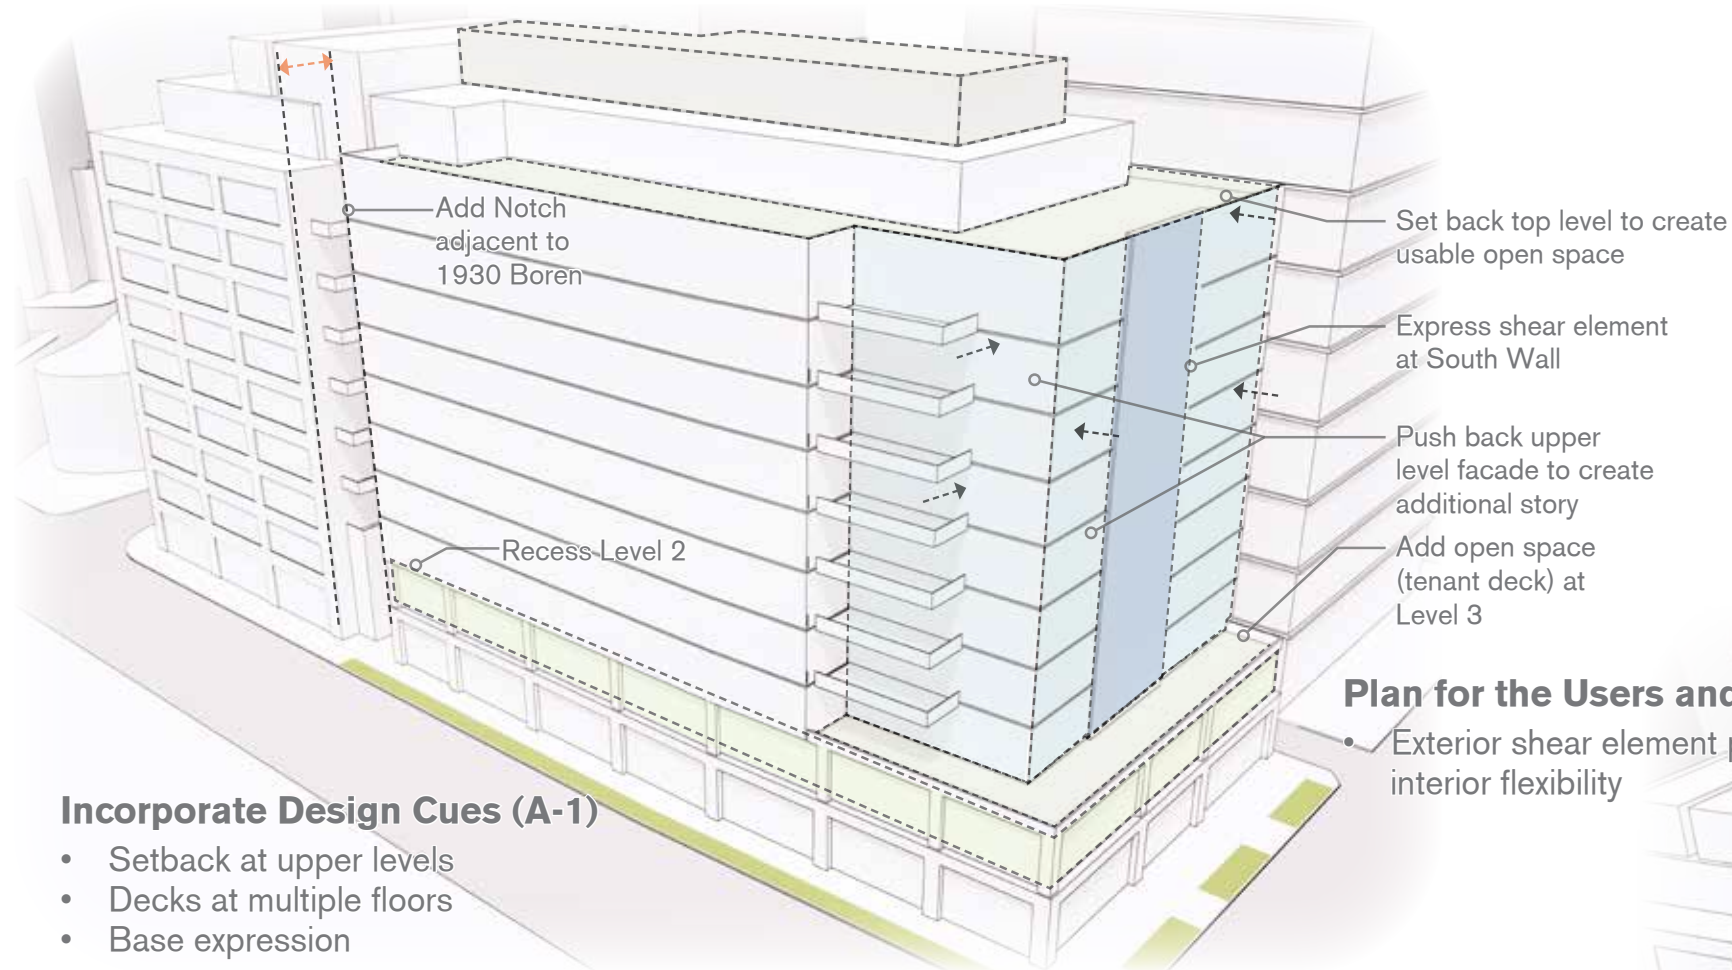 Add Notch
adjacent to
1930 Boren
Set back top level to create
usable open space
Express shear element
at South Wall
Push back upper
level facade to create
additional story
Recess Level 2
Add open space
(tenant deck) at
Level 3
Plan for the Users and
• Exterior shear element
interior flexibility
Incorporate Design Cues (A-1)
• Setback at upper levels
• Decks at multiple floors
• Base expression